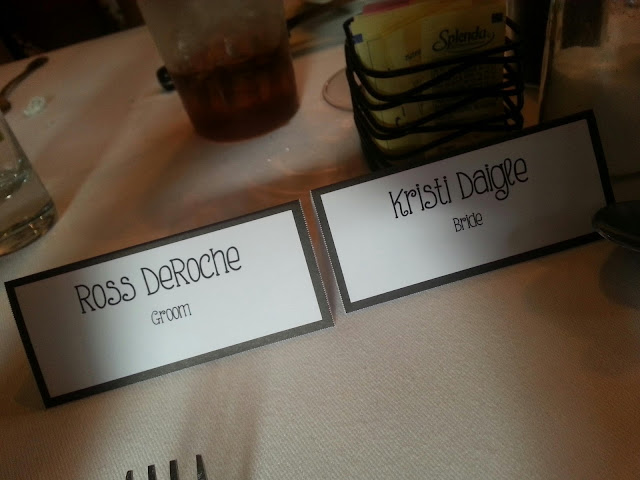 Splenda
Ross DeRoche
Groom
Kristi Daigle
Bride